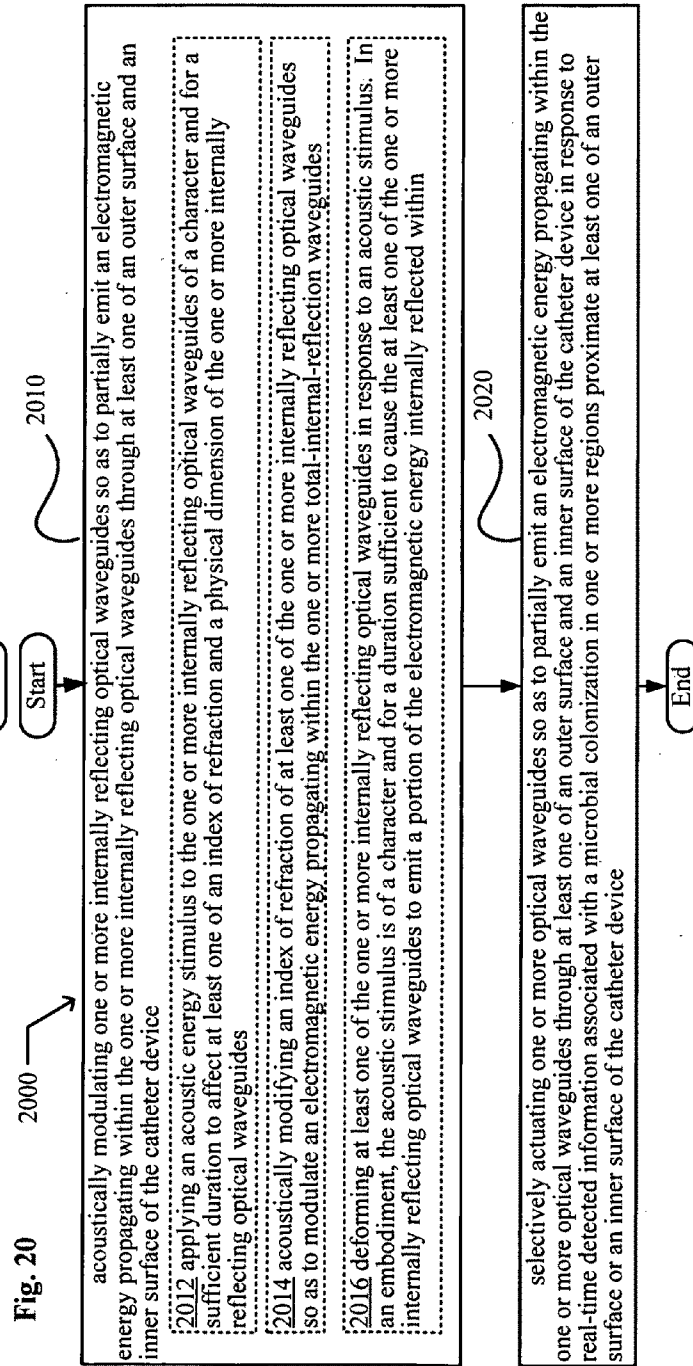 Fig. 20
2000
Start
2010
acoustically modulating one or more internally reflecting optical waveguides so as to partially emit an electromagnetic
energy propagating within the one or more internally reflecting optical waveguides through at least one of an outer surface and an
inner surface of the catheter device
2012 applying an acoustic energy stimulus to the one or more internally reflecting optical waveguides of a character and for a
sufficient duration to affect at least one of an index of refraction and a physical dimension of the one or more internally
reflecting optical waveguides
2014 acoustically modifying an index of refraction of at least one of the one or more internally reflecting optical waveguides
so as to modulate an electromagnetic energy propagating within the one or more total-internal-reflection waveguides
2016 deforming at least one of the one or more internally reflecting optical waveguides in response to an acoustic stimulus. In
an embodiment, the acoustic stimulus is of a character and for a duration sufficient to cause the at least one of the one or more
internally reflecting optical waveguides to emit a portion of the electromagnetic energy internally reflected within
2020
selectively actuating one or more optical waveguides so as to partially emit an electromagnetic energy propagating within the
one or more optical waveguides through at least one of an outer surface and an inner surface of the catheter device in response to
real-time detected information associated with a microbial colonization in one or more regions proximate at least one of an outer
surface or an inner surface of the catheter device
End